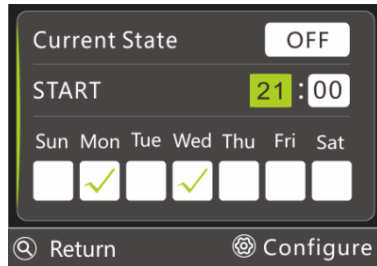 Current State OFF
START 21:00
Sun Mon Tue Wed Thu Fri Sat
Return Configure